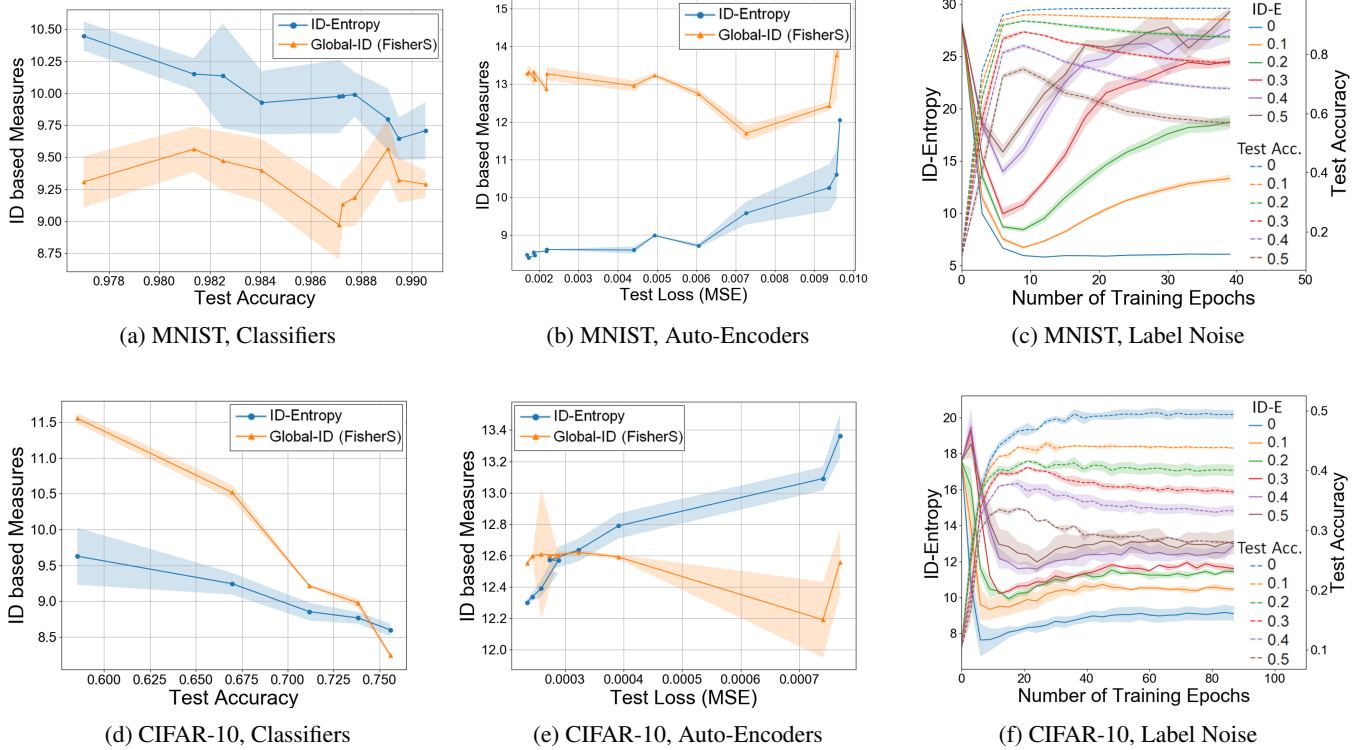 ID based Measures
10.50
10.25
10.00
9.75
9.50
9.25
9.00
8.75
0.978 0.980 0.982 0.984 0.986 0.988 0.990
Test Accuracy
ID-Entropy
Global-ID (FisherS)
(a) MNIST, Classifiers
ID based Measures
15
14
13
12
11
10
9
8
0.002 0.003 0.004 0.005 0.006 0.007 0.008 0.009 0.010
Test Loss (MSE)
ID-Entropy
Global-ID (FisherS)
(b) MNIST, Auto-Encoders
ID-Entropy
30
25
20
15
10
5
0 10 20 30 40 50
Number of Training Epochs
Test Accuracy
0.8
0.6
0.4
0.2
ID-E
0
0.1
0.2
0.3
0.4
0.5
Test Acc.
0
0.1
0.2
0.3
0.4
0.5
(c) MNIST, Label Noise
ID based Measures
11.5
11.0
10.5
10.0
9.5
9.0
8.5
0.600 0.625 0.650 0.675 0.700 0.725 0.750
Test Accuracy
ID-Entropy
Global-ID (FisherS)
(d) CIFAR-10, Classifiers
ID based Measures
13.4
13.2
13.0
12.8
12.6
12.4
12.2
12.0
0.0003 0.0004 0.0005 0.0006 0.0007
Test Loss (MSE)
ID-Entropy
Global-ID (FisherS)
(e) CIFAR-10, Auto-Encoders
ID-Entropy
20
18
16
14
12
10
8
0 20 40 60 80 100
Number of Training Epochs
Test Accuracy
0.5
0.4
0.3
0.2
0.1
ID-E
0
0.1
0.2
0.3
0.4
0.5
Test Acc.
0
0.1
0.2
0.3
0.4
0.5
(f) CIFAR-10, Label Noise